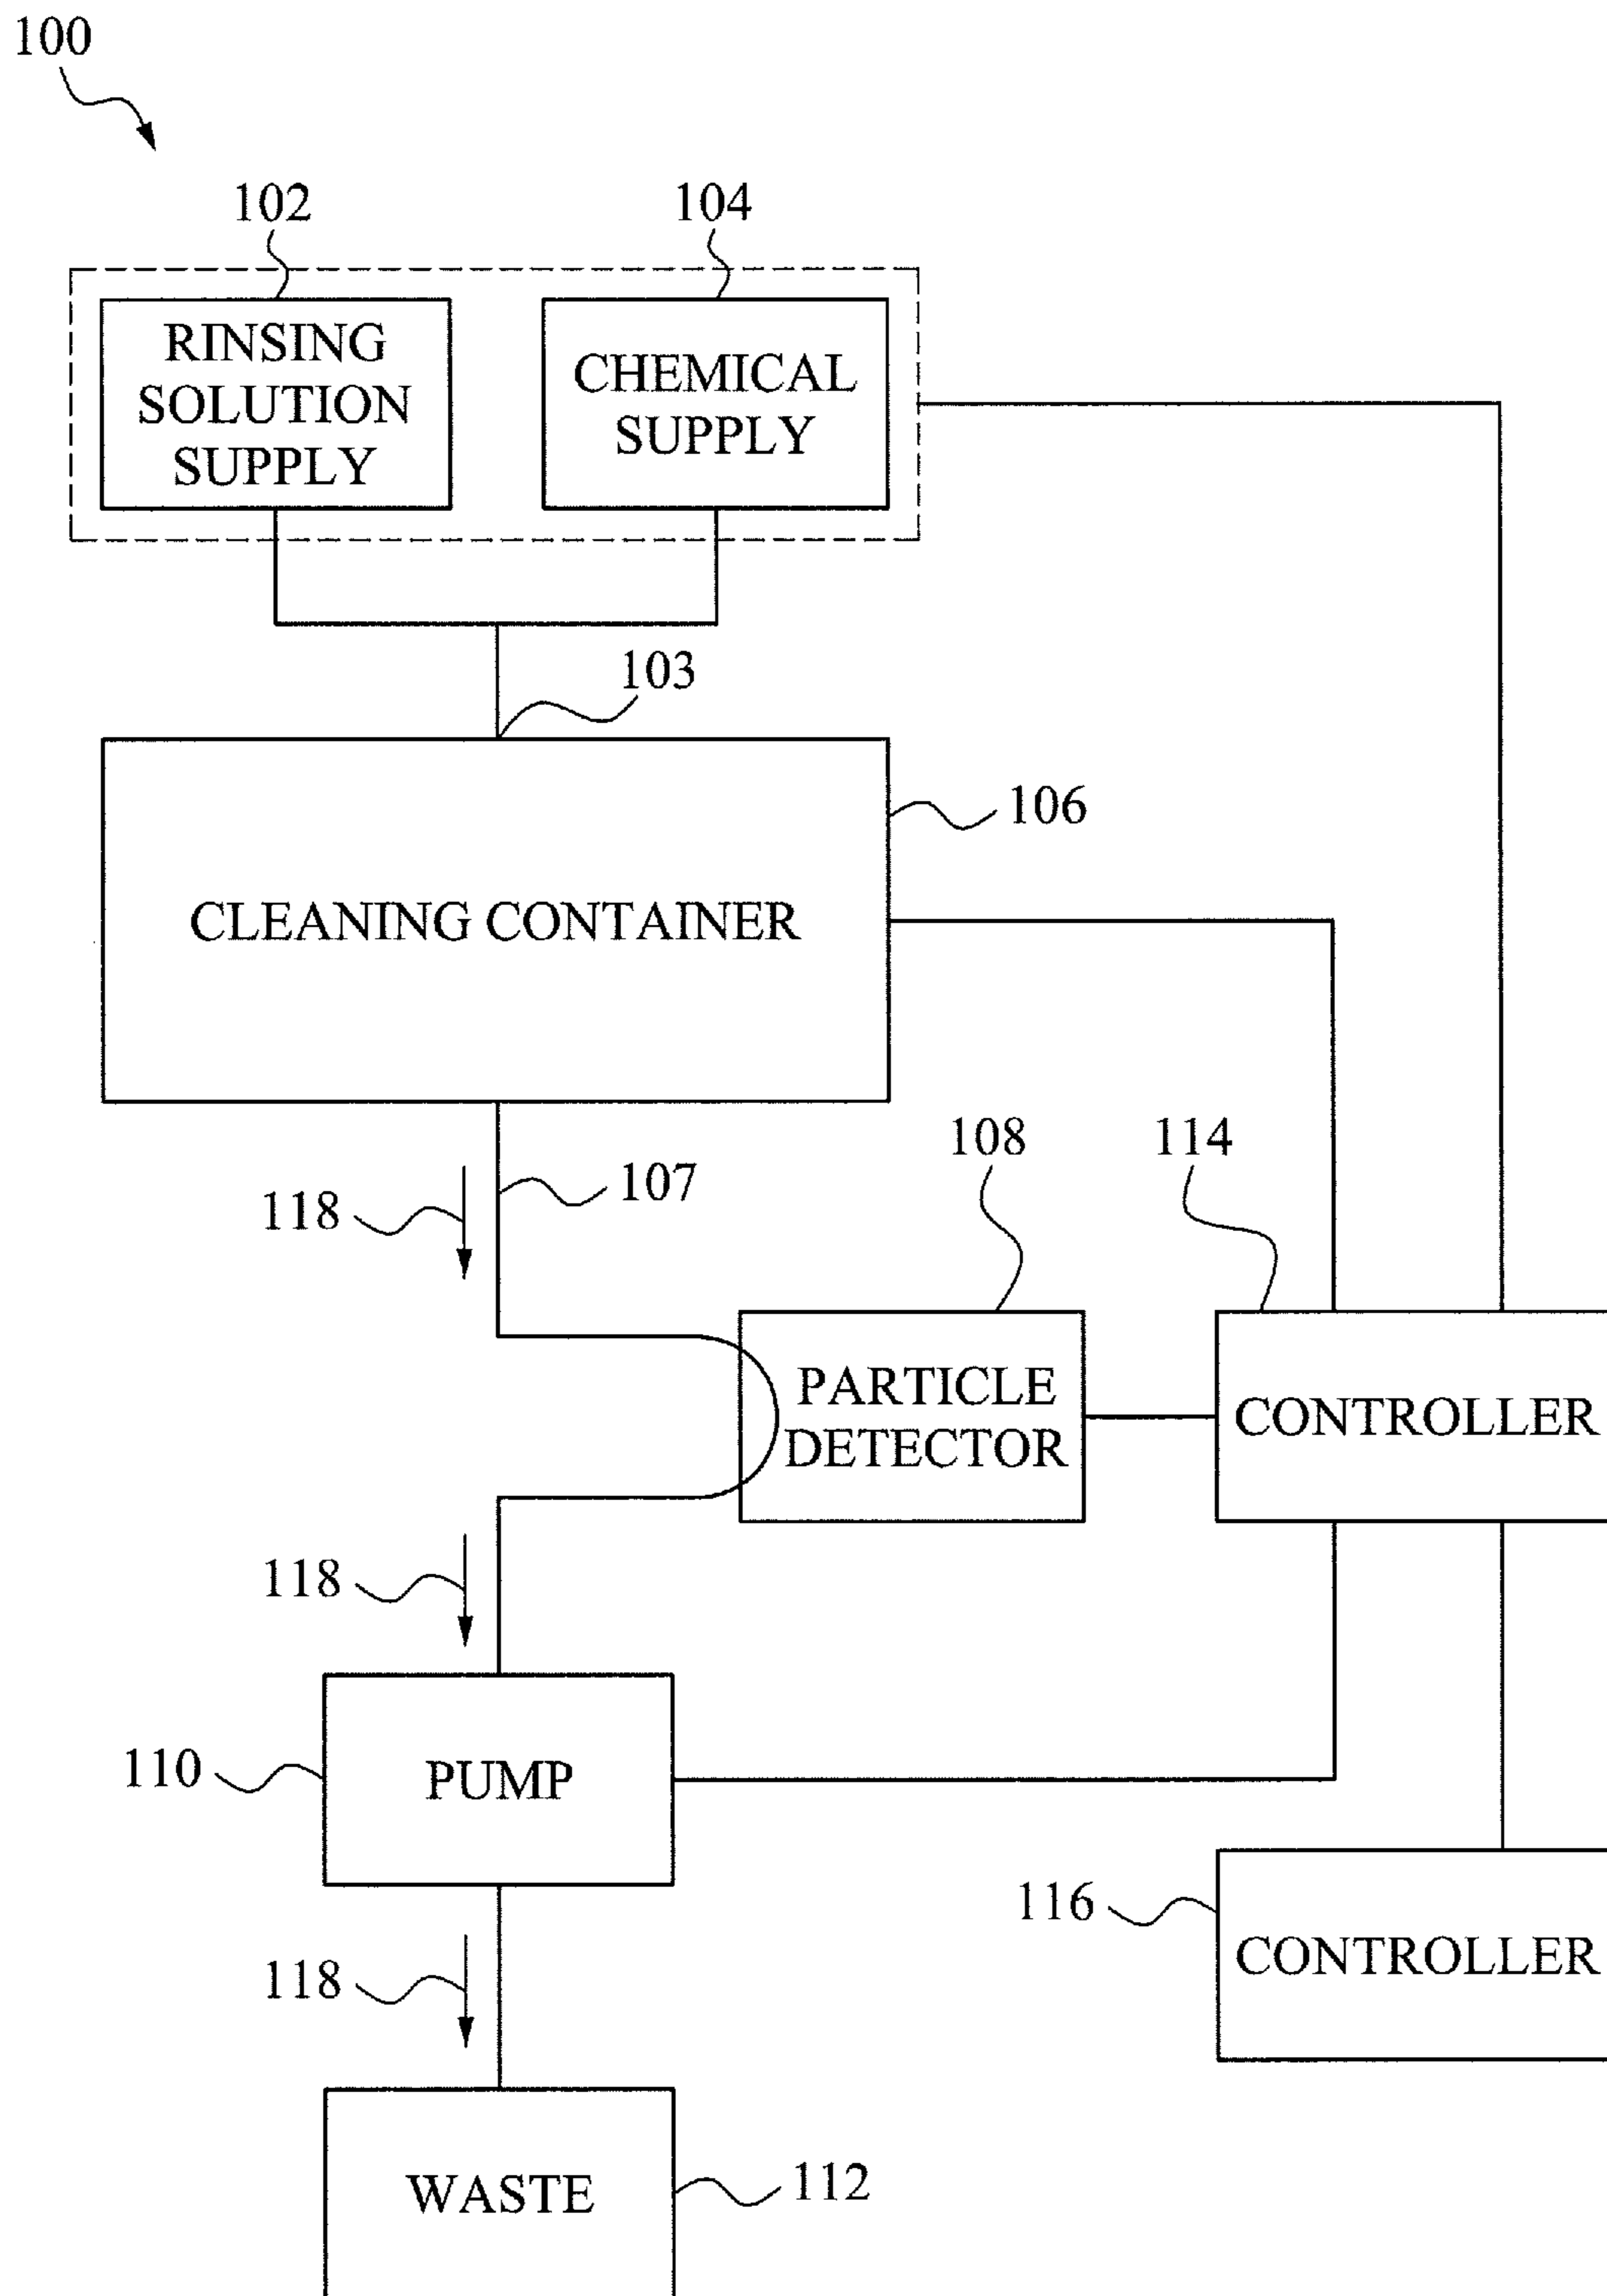 100
102
104
RINSING
SOLUTION
SUPPLY
CHEMICAL
SUPPLY
103
106
CLEANING CONTAINER
108
114
107
118
PARTICLE
DETECTOR
CONTROLLER
118
110
PUMP
116
CONTROLLER
118
WASTE
112